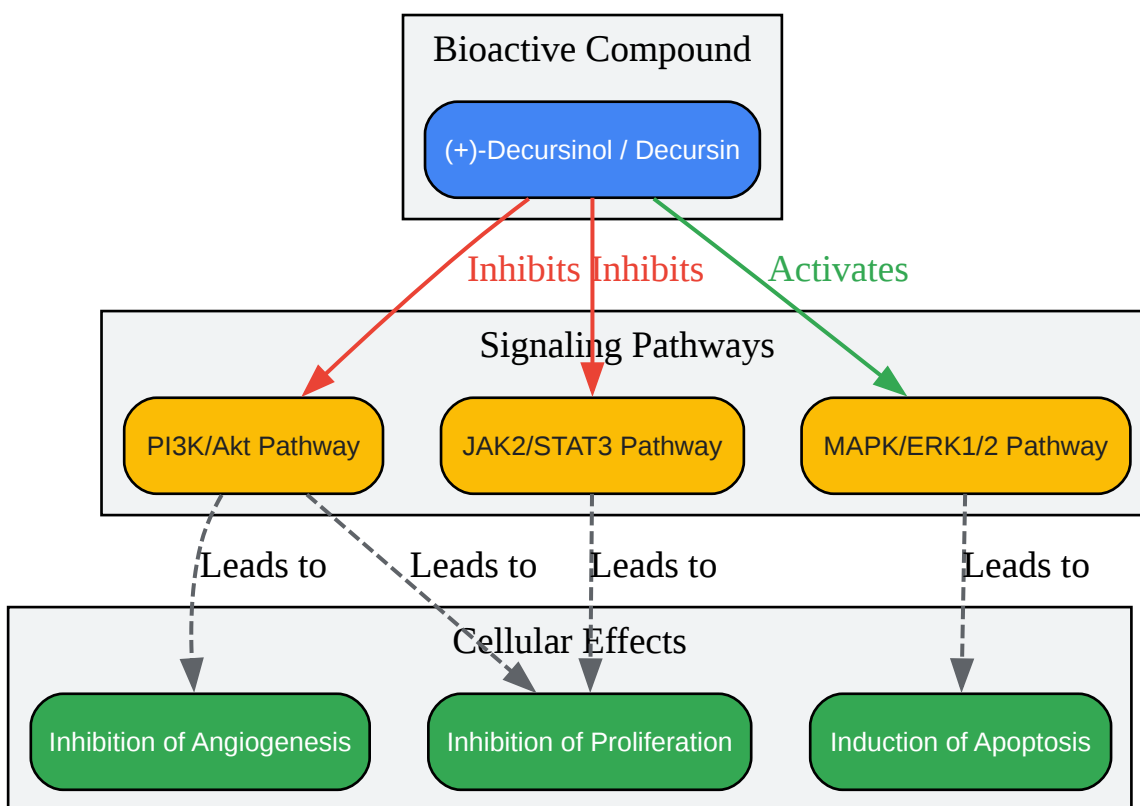 Bioactive Compound
(+)-Decursinol / Decursin
Inhibits Inhibits Activates
Signaling Pathways
PI3K/Akt Pathway JAK2/STAT3 Pathway MAPK/ERK1/2 Pathway
Leads to Leads to Leads to Leads to
Cellular Effects
Inhibition of Angiogenesis Inhibition of Proliferation Induction of Apoptosis